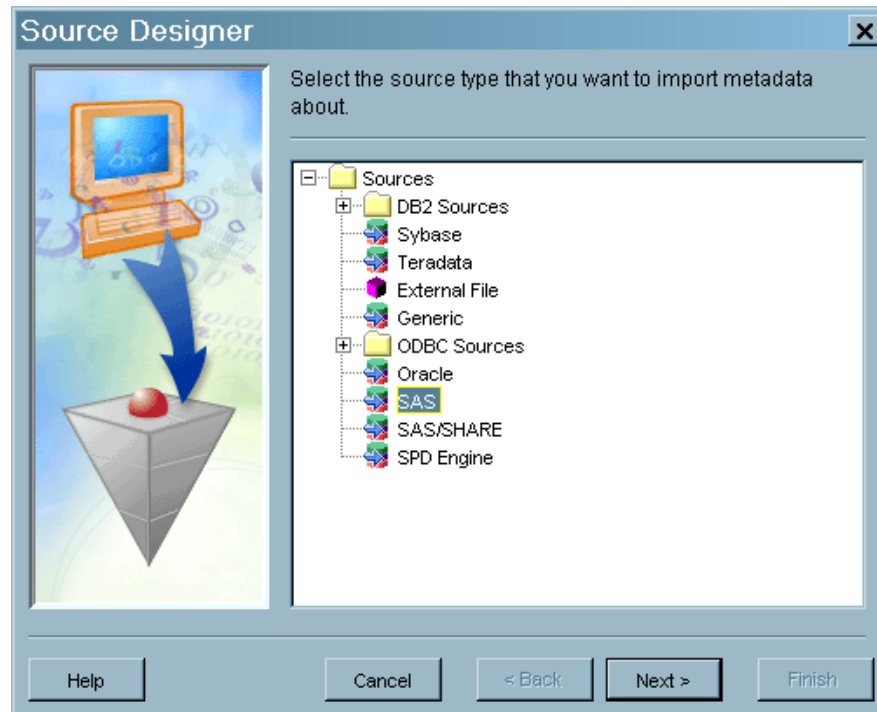 Source Designer
Select the source type that you want to import metadata
about.
Sources
DB2 Sources
Sybase
Teradata
External File
Generic
ODBC Sources
Oracle
SAS
SAS/SHARE
SPD Engine
Help
Cancel
< Back
Next >
Finish